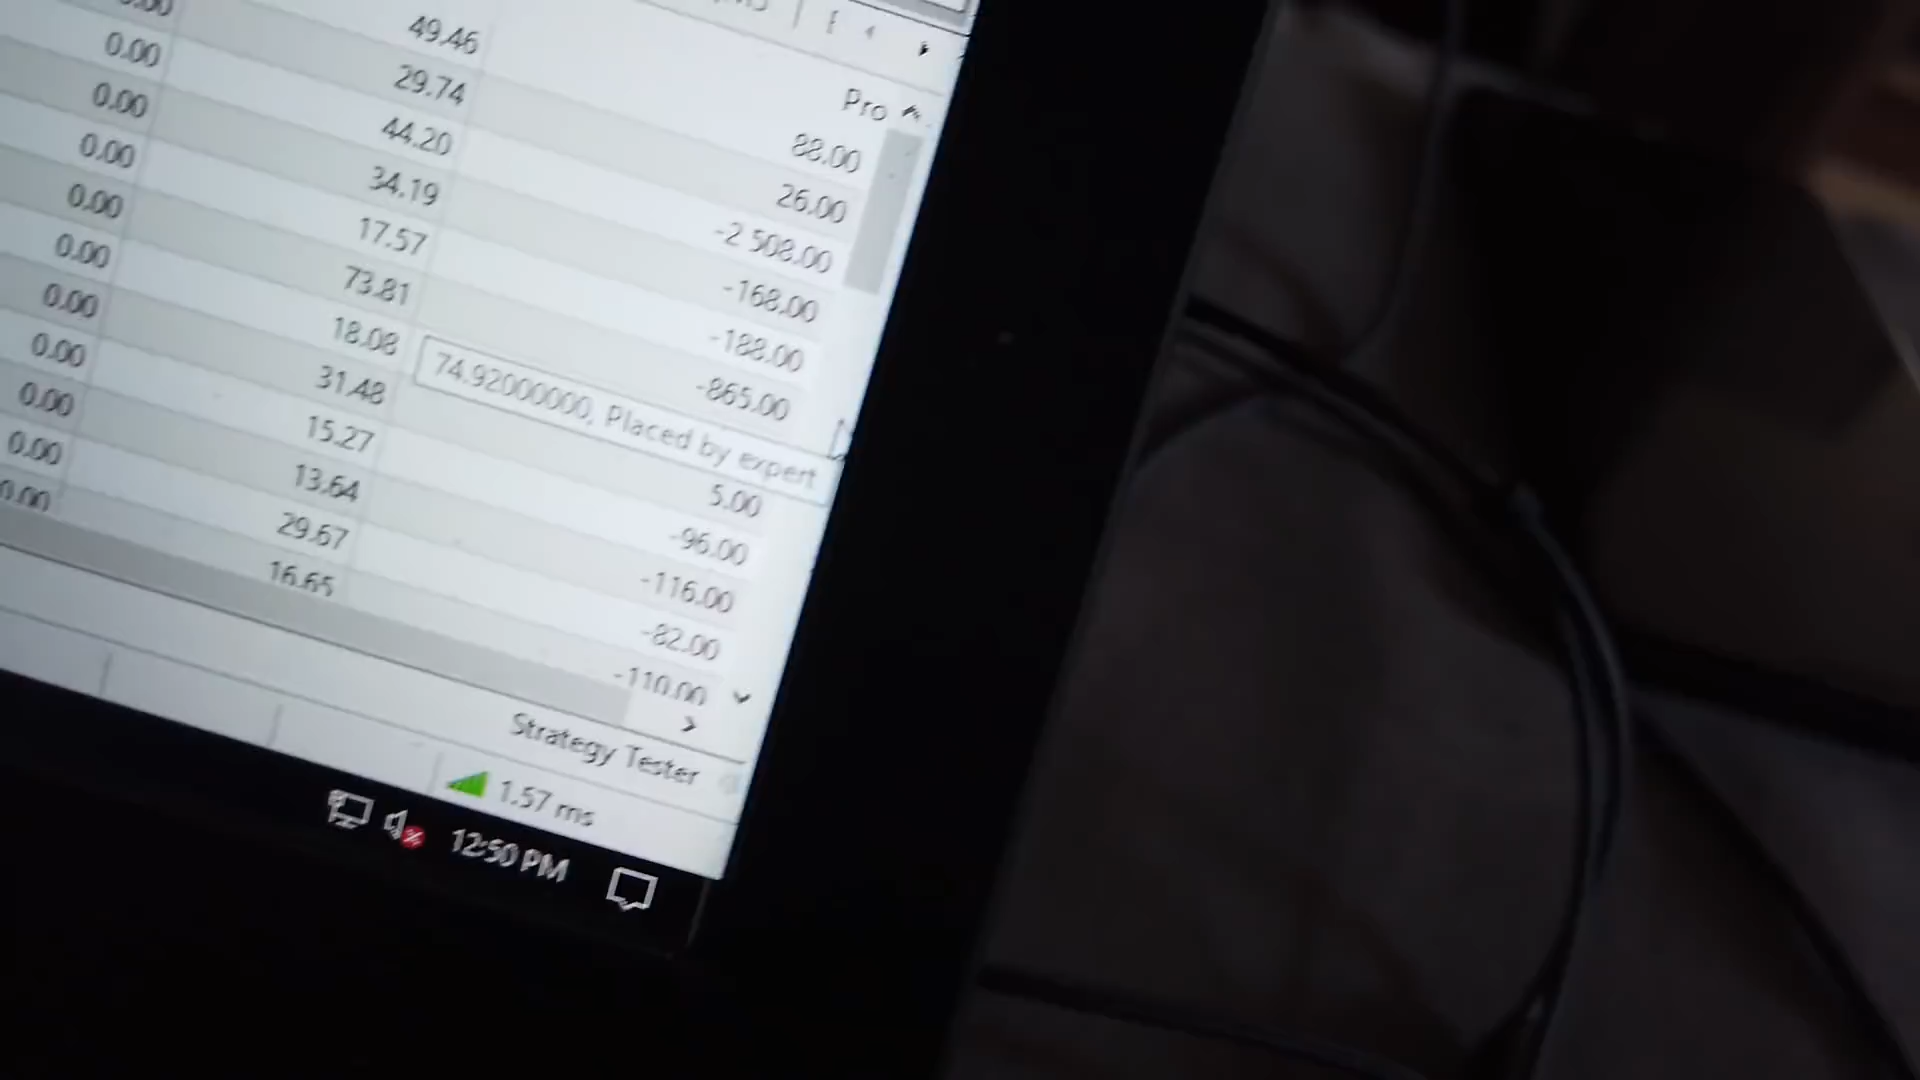 Pro
0.00 49.46 88.00
0.00 29.74 26.00
0.00 44.20 -2 508.00
0.00 34.19 -168.00
0.00 17.57 -188.00
0.00 73.81 -865.00
0.00 18.08
74.92000000, Placed by expert
0.00 31.48 5.00
0.00 15.27 -96.00
0.00 13.64 -116.00
0.00 29.67 -82.00
16.65 -110.00
Strategy Tester
1.57 ms
12:50 PM